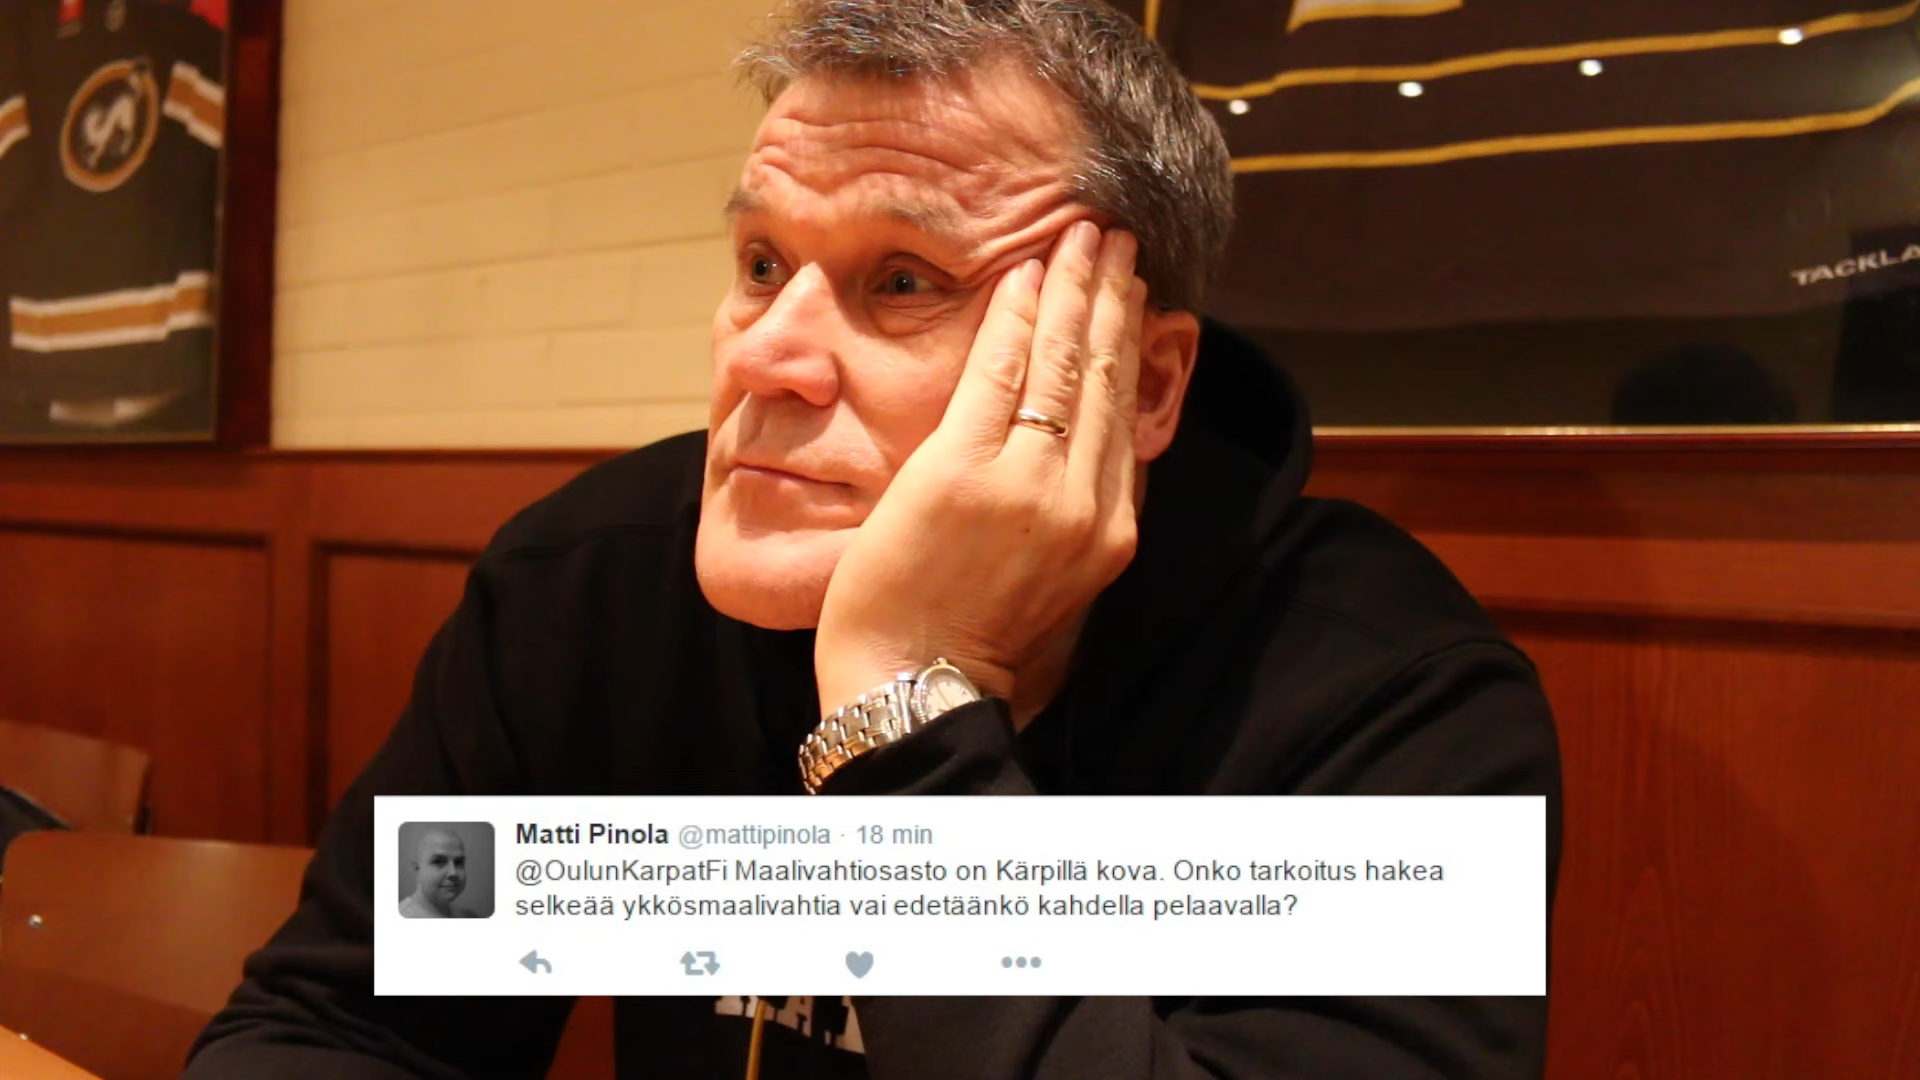 TACKLA
Matti Pinola @mattipinola · 18 min
@OulunKarpatFi Maalivahtiosasto on Kärpillä kova. Onko tarkoitus hakea
selkeää ykkösmaalivahtia vai edetäänkö kahdella pelaavalla?